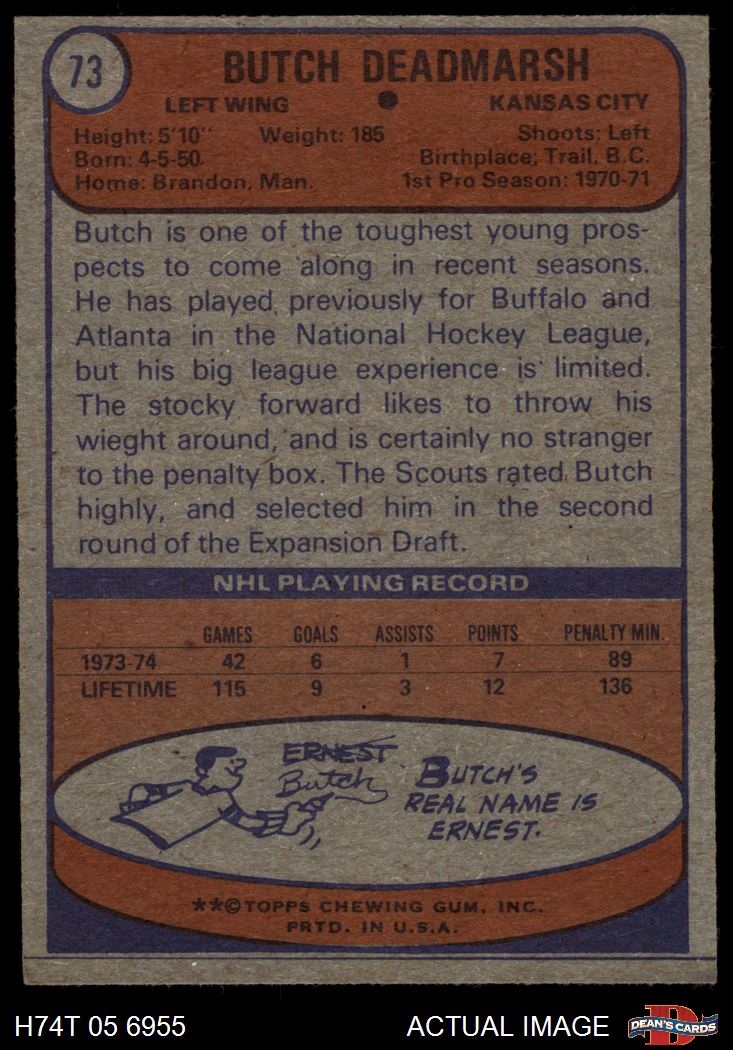 73
BUTCH DEADMARSH
LEFT WING ● KANSAS CITY
Height: 5'10" Weight: 185 Shoots: Left
Born: 4-5-50. Birthplace: Trail, B.C.
Home: Brandon, Man. 1st Pro Season: 1970-71
Butch is one of the toughest young pros-
pects to come along in recent seasons.
He has played previously for Buffalo and
Atlanta in the National Hockey League,
but his big league experience is limited.
The stocky forward likes to throw his
wieght around, and is certainly no stranger
to the penalty box. The Scouts rated Butch
highly, and selected him in the second
round of the Expansion Draft.
NHL PLAYING RECORD
GAMES GOALS ASSISTS POINTS PENALTY MIN.
1973-74 42 6 1 7 89
LIFETIME 115 9 3 12 136
ERNEST
Butch
BUTCH'S
REAL NAME IS
ERNEST.
**©TOPPS CHEWING GUM, INC.
PRTD. IN U.S.A.
H74T 05 6955 ACTUAL IMAGE
D
DEAN'S CARDS